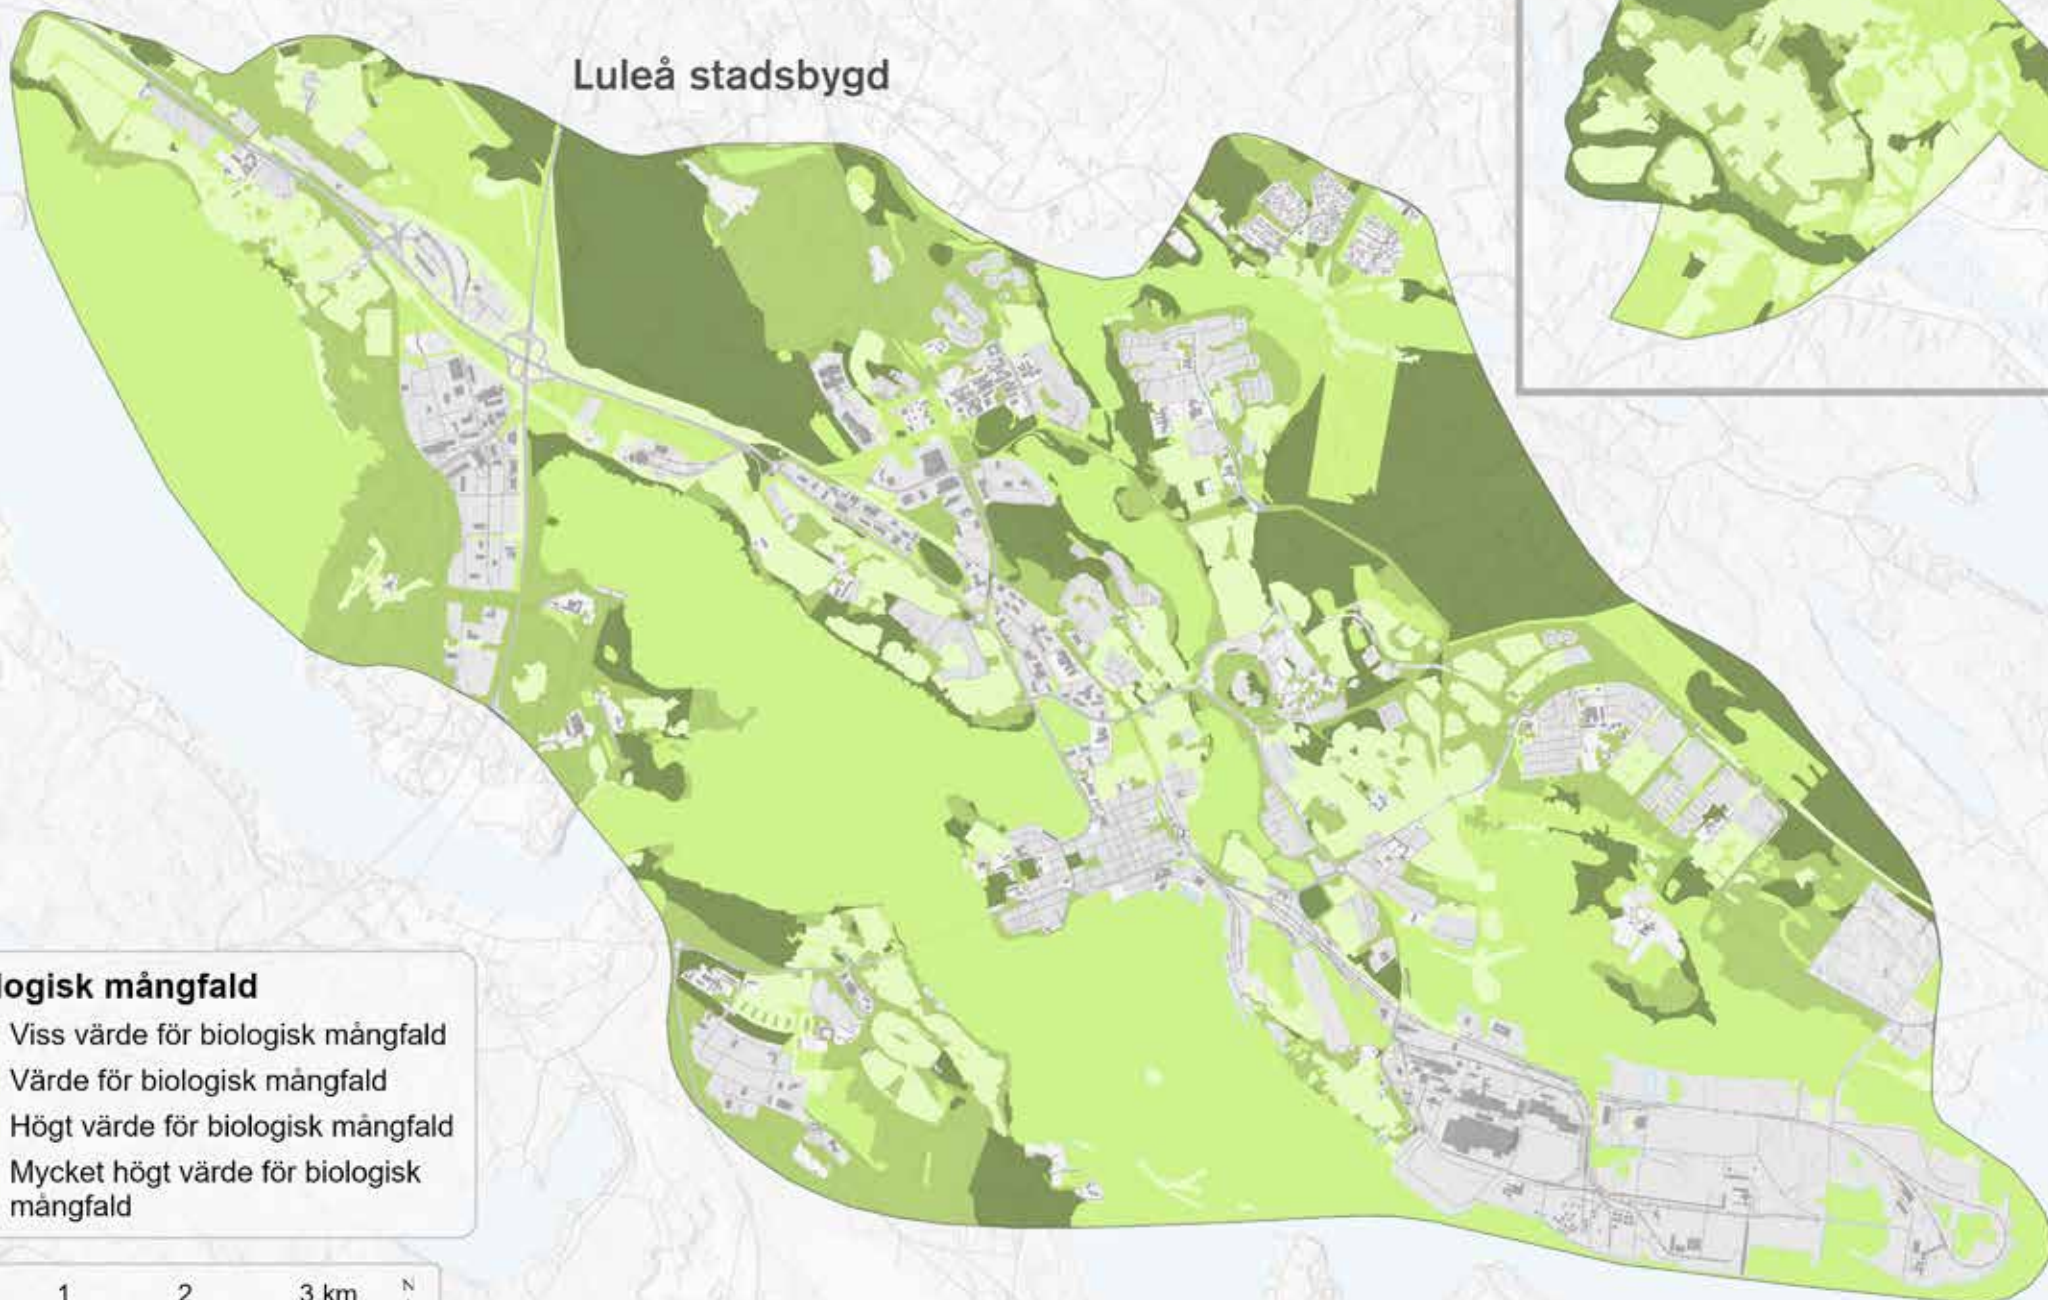 Luleå stadsbygd
logisk mångfald
Viss värde för biologisk mångfald
Värde för biologisk mångfald
Högt värde för biologisk mångfald
Mycket högt värde för biologisk
mångfald
1 2 3 km N